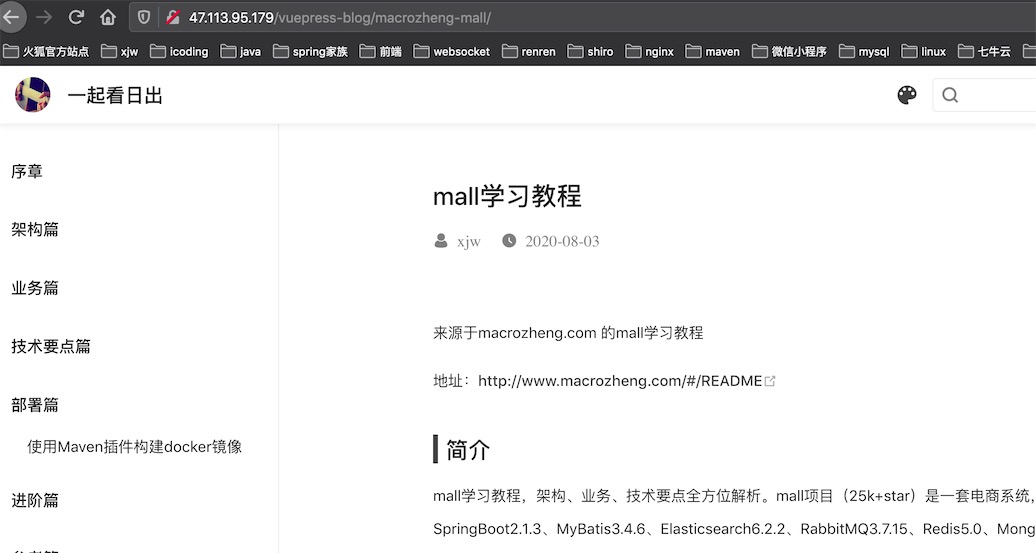 47.113.95.179/vuepress-blog/macrozheng-mall/
火狐官方站点 xjw icoding java spring家族 前端 websocket renren shiro nginx maven 微信小程序 mysql linux 七牛云
一起看日出
序章
架构篇
业务篇
技术要点篇
部署篇
使用Maven插件构建docker镜像
进阶篇
mall学习教程
xjw 2020-08-03
来源于macrozheng.com 的mall学习教程
地址：http://www.macrozheng.com/#/README
简介
mall学习教程，架构、业务、技术要点全方位解析。mall项目（25k+star）是一套电商系统，
SpringBoot2.1.3、MyBatis3.4.6、Elasticsearch6.2.2、RabbitMQ3.7.15、Redis5.0、Mong